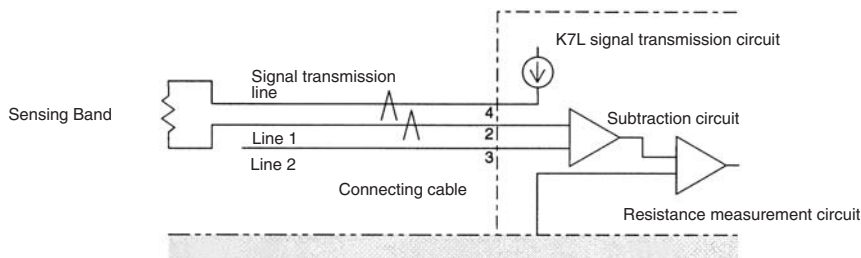 K7L signal transmission circuit
Signal transmission
line
Sensing Band
4
Subtraction circuit
2
Line 1
3
Line 2
Connecting cable
Resistance measurement circuit